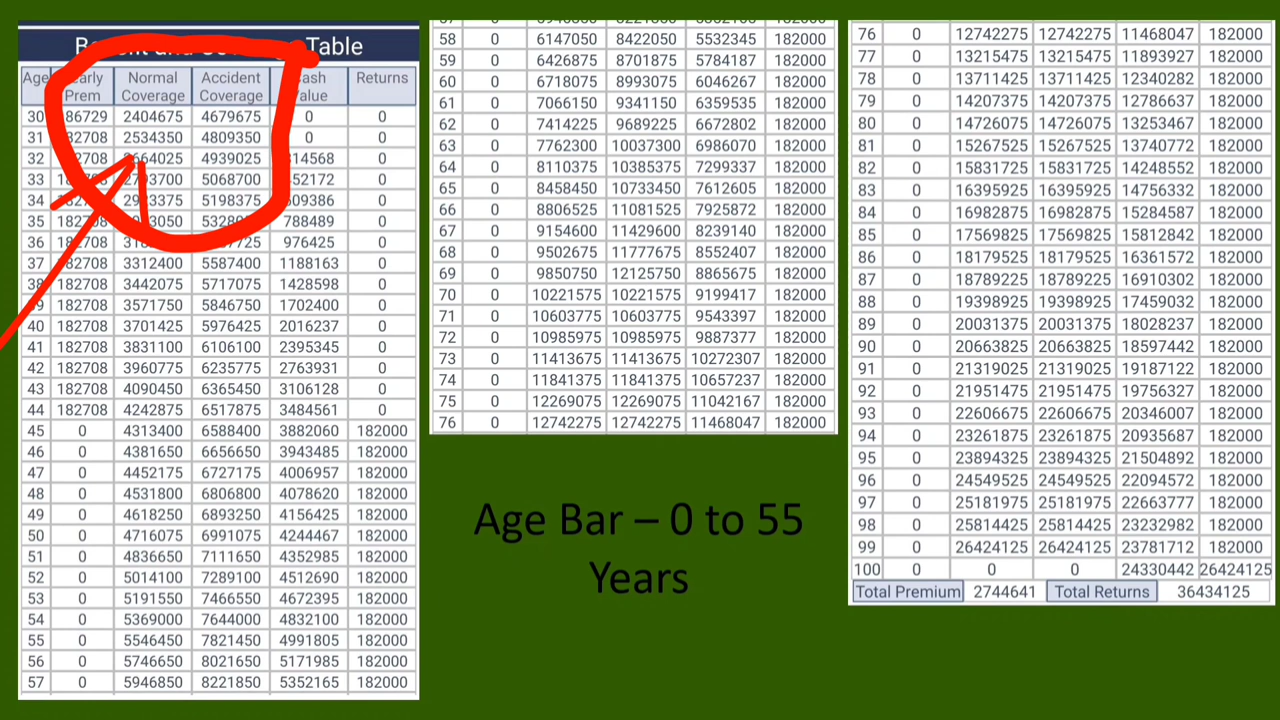 Benefit and Coverage Table
Age Yearly Prem Normal Coverage Accident Coverage Cash Value Returns
30 186729 2404675 4679675 0 0
31 182708 2534350 4809350 0 0
32 182708 2664025 4939025 314568 0
33 182708 2793700 5068700 452172 0
34 182708 2923375 5198375 609386 0
35 182708 3053050 5328050 788489 0
36 182708 3182725 5457725 976425 0
37 182708 3312400 5587400 1188163 0
38 182708 3442075 5717075 1428598 0
39 182708 3571750 5846750 1702400 0
40 182708 3701425 5976425 2016237 0
41 182708 3831100 6106100 2395345 0
42 182708 3960775 6235775 2763931 0
43 182708 4090450 6365450 3106128 0
44 182708 4242875 6517875 3484561 0
45 0 4313400 6588400 3882060 182000
46 0 4381650 6656650 3943485 182000
47 0 4452175 6727175 4006957 182000
48 0 4531800 6806800 4078620 182000
49 0 4618250 6893250 4156425 182000
50 0 4716075 6991075 4244467 182000
51 0 4836650 7111650 4352985 182000
52 0 5014100 7289100 4512690 182000
53 0 5191550 7466550 4672395 182000
54 0 5369000 7644000 4832100 182000
55 0 5546450 7821450 4991805 182000
56 0 5746650 8021650 5171985 182000
57 0 5946850 8221850 5352165 182000
58 0 6147050 8422050 5532345 182000
59 0 6426875 8701875 5784187 182000
60 0 6718075 8993075 6046267 182000
61 0 7066150 9341150 6359535 182000
62 0 7414225 9689225 6672802 182000
63 0 7762300 10037300 6986070 182000
64 0 8110375 10385375 7299337 182000
65 0 8458450 10733450 7612605 182000
66 0 8806525 11081525 7925872 182000
67 0 9154600 11429600 8239140 182000
68 0 9502675 11777675 8552407 182000
69 0 9850750 12125750 8865675 182000
70 0 10221575 10221575 9199417 182000
71 0 10603775 10603775 9543397 182000
72 0 10985975 10985975 9887377 182000
73 0 11413675 11413675 10272307 182000
74 0 11841375 11841375 10657237 182000
75 0 12269075 12269075 11042167 182000
76 0 12742275 12742275 11468047 182000
Age Bar – 0 to 55
Years
76 0 12742275 12742275 11468047 182000
77 0 13215475 13215475 11893927 182000
78 0 13711425 13711425 12340282 182000
79 0 14207375 14207375 12786637 182000
80 0 14726075 14726075 13253467 182000
81 0 15267525 15267525 13740772 182000
82 0 15831725 15831725 14248552 182000
83 0 16395925 16395925 14756332 182000
84 0 16982875 16982875 15284587 182000
85 0 17569825 17569825 15812842 182000
86 0 18179525 18179525 16361572 182000
87 0 18789225 18789225 16910302 182000
88 0 19398925 19398925 17459032 182000
89 0 20031375 20031375 18028237 182000
90 0 20663825 20663825 18597442 182000
91 0 21319025 21319025 19187122 182000
92 0 21951475 21951475 19756327 182000
93 0 22606675 22606675 20346007 182000
94 0 23261875 23261875 20935687 182000
95 0 23894325 23894325 21504892 182000
96 0 24549525 24549525 22094572 182000
97 0 25181975 25181975 22663777 182000
98 0 25814425 25814425 23232982 182000
99 0 26424125 26424125 23781712 182000
100 0 0 0 24330442 26424125
Total Premium 2744641 Total Returns 36434125